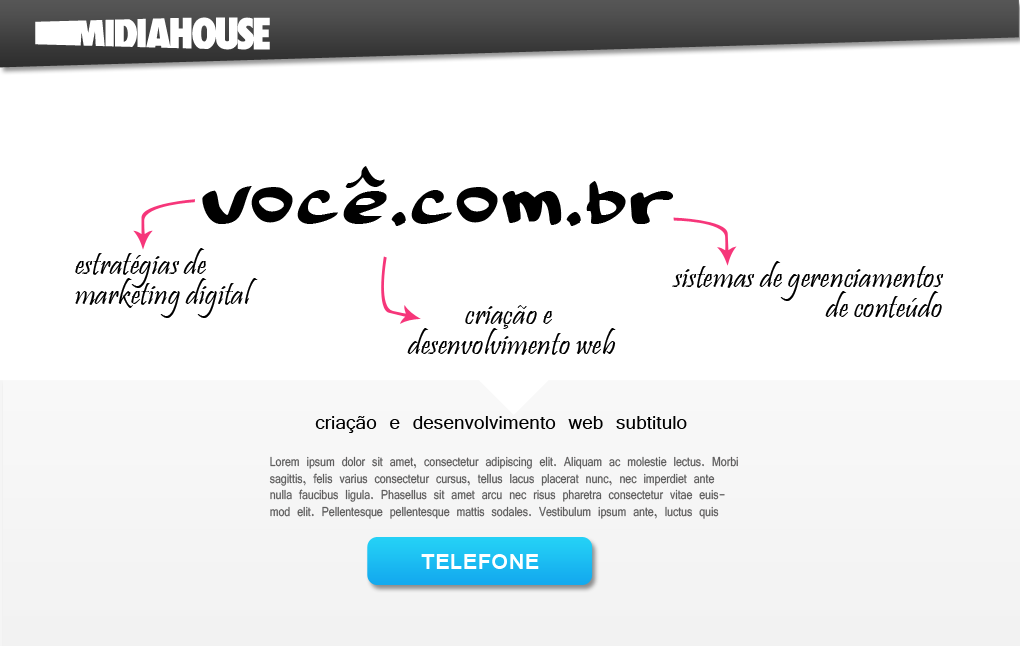 MIDIAHOUSE
você.com.br
estratégias de
marketing digital
criação e
desenvolvimento web
sistemas de gerenciamentos
de conteúdo
criação e desenvolvimento web subtitulo
Lorem ipsum dolor sit amet, consectetur adipiscing elit. Aliquam ac molestie lectus. Morbi
sagittis, felis varius consectetur cursus, tellus lacus placerat nunc, nec imperdiet ante
nulla faucibus ligula. Phasellus sit amet arcu nec risus pharetra consectetur vitae euis-
mod elit. Pellentesque pellentesque mattis sodales. Vestibulum ipsum ante, luctus quis
TELEFONE